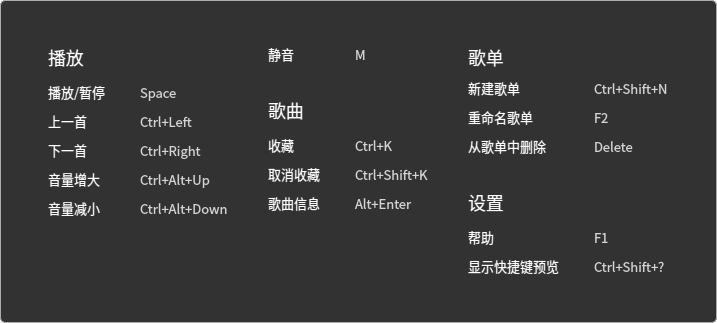 播放
播放/暂停 Space
上一首 Ctrl+Left
下一首 Ctrl+Right
音量增大 Ctrl+Alt+Up
音量减小 Ctrl+Alt+Down
静音 M
歌曲
收藏 Ctrl+K
取消收藏 Ctrl+Shift+K
歌曲信息 Alt+Enter
歌单
新建歌单 Ctrl+Shift+N
重命名歌单 F2
从歌单中删除 Delete
设置
帮助 F1
显示快捷键预览 Ctrl+Shift+?